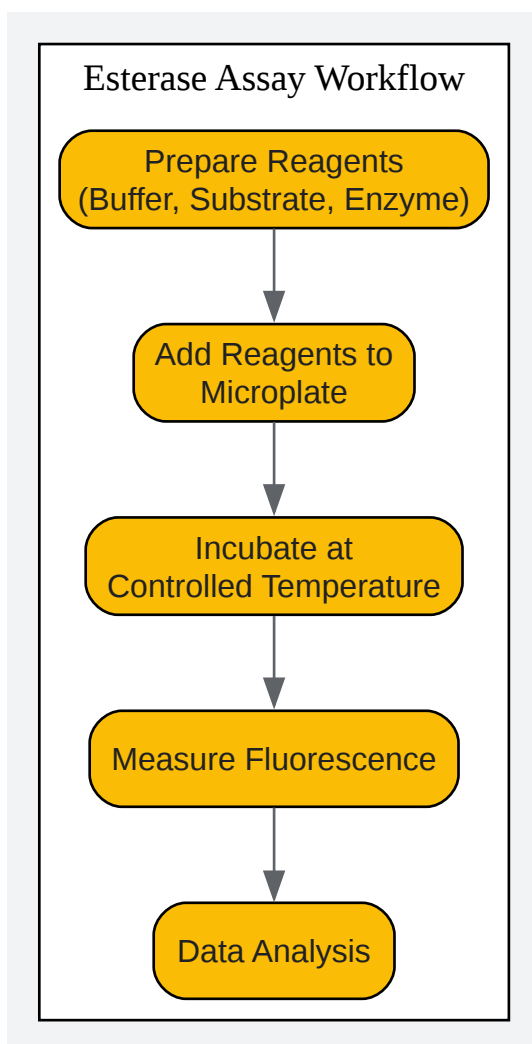 Esterase Assay Workflow
Prepare Reagents
(Buffer, Substrate, Enzyme)
Add Reagents to
Microplate
Incubate at
Controlled Temperature
Measure Fluorescence
Data Analysis